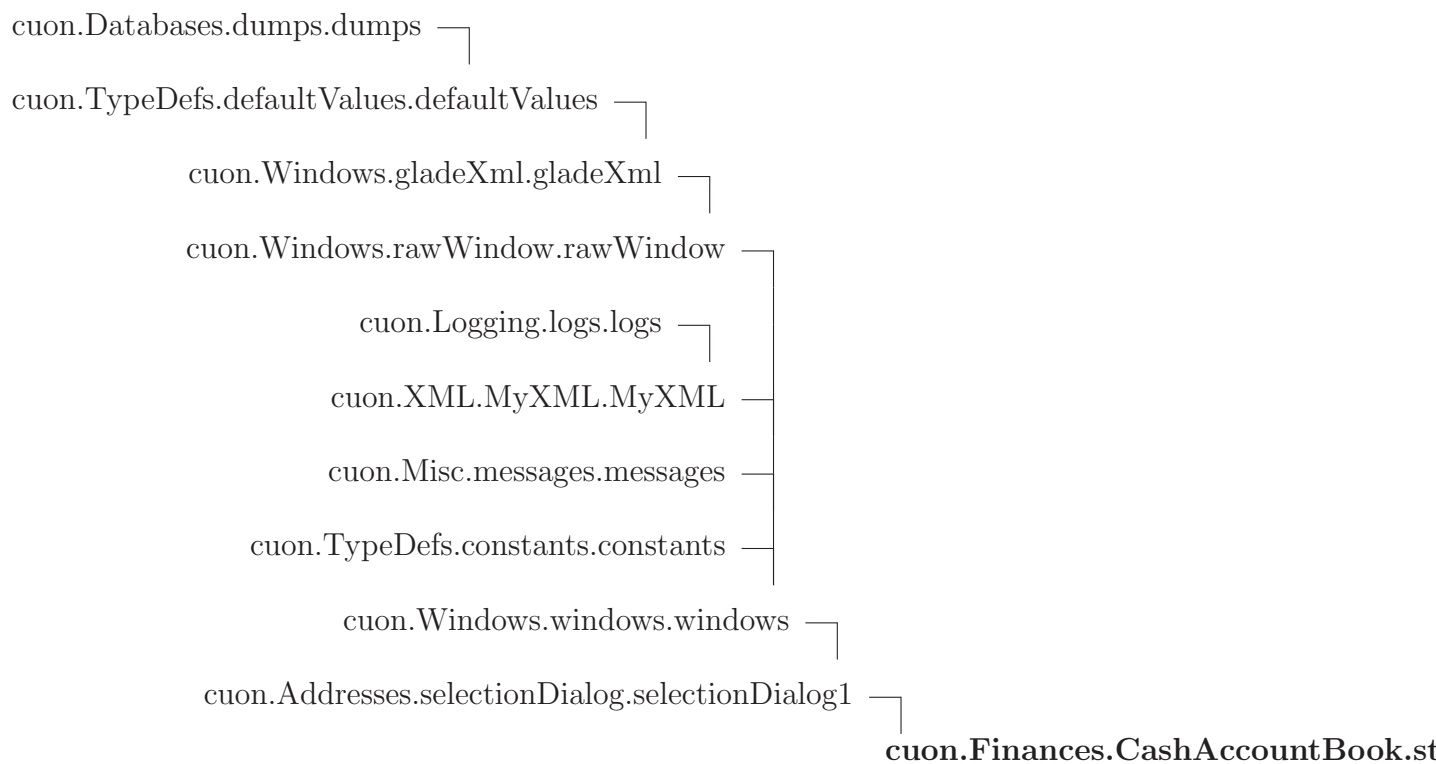 cuon.Databases.dumps.dumps
cuon.TypeDefs.defaultValues.defaultValues
cuon.Windows.gladeXml.gladeXml
cuon.Windows.rawWindow.rawWindow
cuon.Logging.logs.logs
cuon.XML.MyXML.MyXML
cuon.Misc.messages.messages
cuon.TypeDefs.constants.constants
cuon.Windows.windows.windows
cuon.Addresses.selectionDialog.selectionDialog1
cuon.Finances.CashAccountBook.st